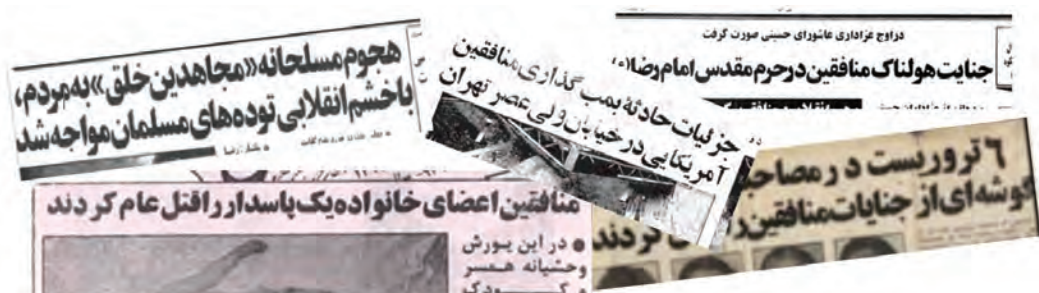 دراوج عزاداری عاشورای حسینی صورت گرفت
جنایت هولناک منافقین درحرم مقدس امام رضا(ع)
جزئیات حادثهٔ بمب گذاری منافقین
آمریکایی در خیابان ولی عصر تهران
هجوم مسلحانه «مجاهدین خلق» به مردم،
باخشم انقلابی توده‌های مسلمان مواجه شد
۶ تروریست در مصاحبه
گوشه‌ای از جنایات منافقین را کردند
منافقین اعضای خانواده یک پاسدار را قتل عام کردند
● در این یورش
وحشیانه همسر